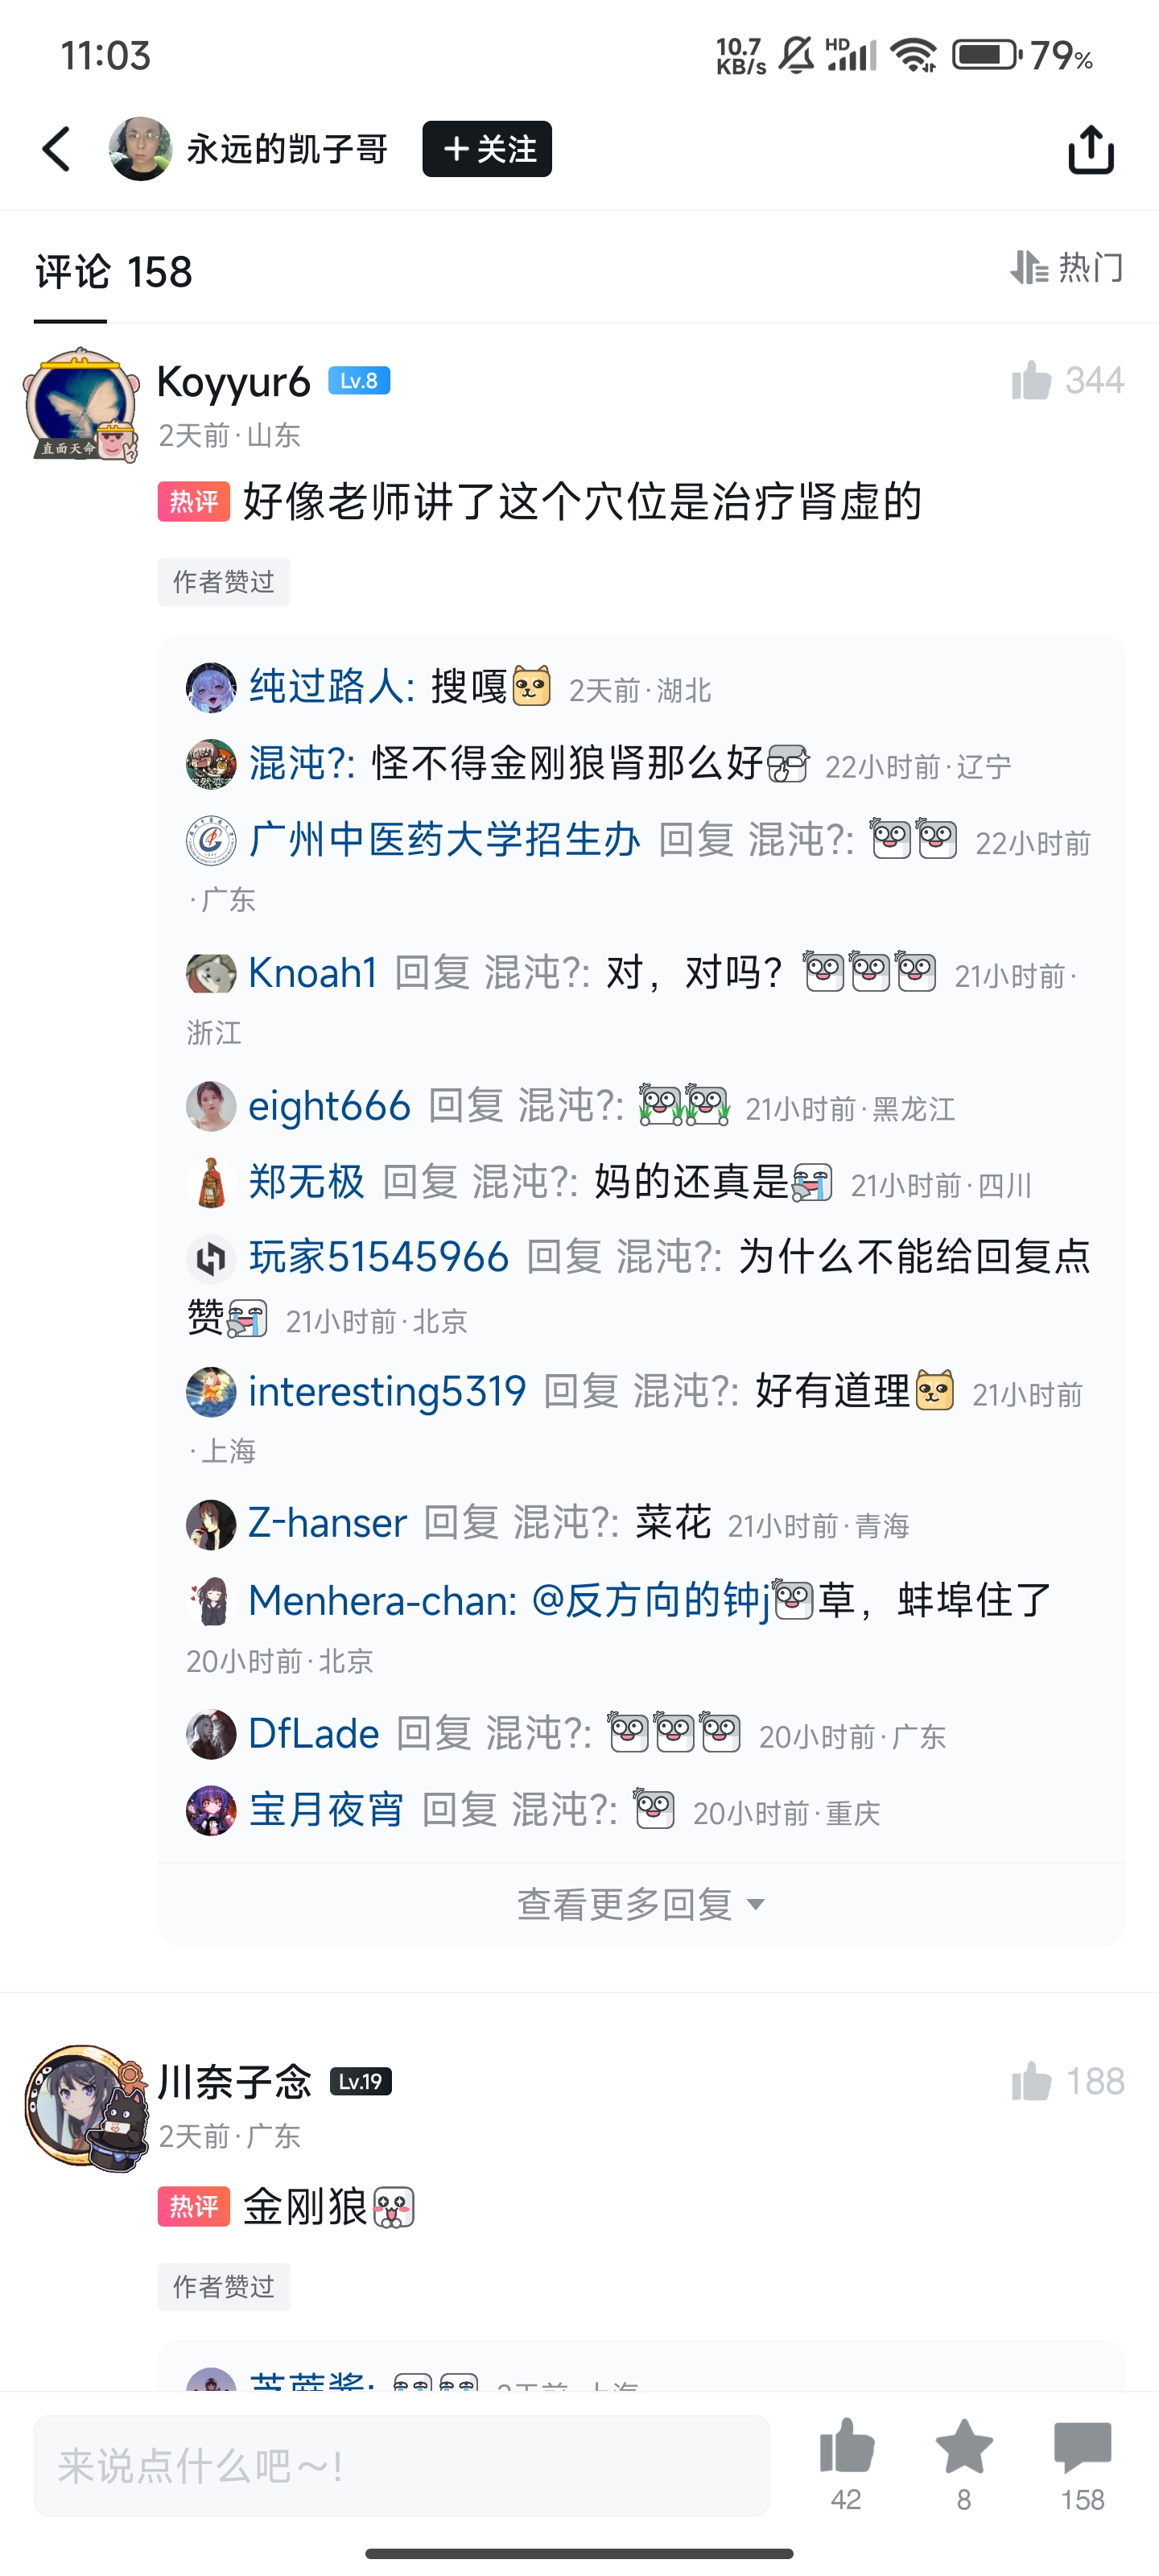 11:03
10.7 KB/s HD 79%
永远的凯子哥 +关注
评论 158 热门
Koyyur6 Lv.8 344
直面天命
2天前·山东
热评 好像老师讲了这个穴位是治疗肾虚的
作者赞过
纯过路人: 搜嘎 2天前·湖北
混沌?: 怪不得金刚狼肾那么好 22小时前·辽宁
广州中医药大学招生办 回复 混沌?: 22小时前
·广东
Knoah1 回复 混沌?: 对，对吗? 21小时前·
浙江
eight666 回复 混沌?: 21小时前·黑龙江
郑无极 回复 混沌?: 妈的还真是 21小时前·四川
玩家51545966 回复 混沌?: 为什么不能给回复点
赞 21小时前·北京
interesting5319 回复 混沌?: 好有道理 21小时前
·上海
Z-hanser 回复 混沌?: 菜花 21小时前·青海
Menhera-chan: @反方向的钟j 草，蚌埠住了
20小时前·北京
DfLade 回复 混沌?: 20小时前·广东
宝月夜宵 回复 混沌?: 20小时前·重庆
查看更多回复
川奈子念 Lv.19 188
2天前·广东
热评 金刚狼
作者赞过
来说点什么吧～!
42 8 158